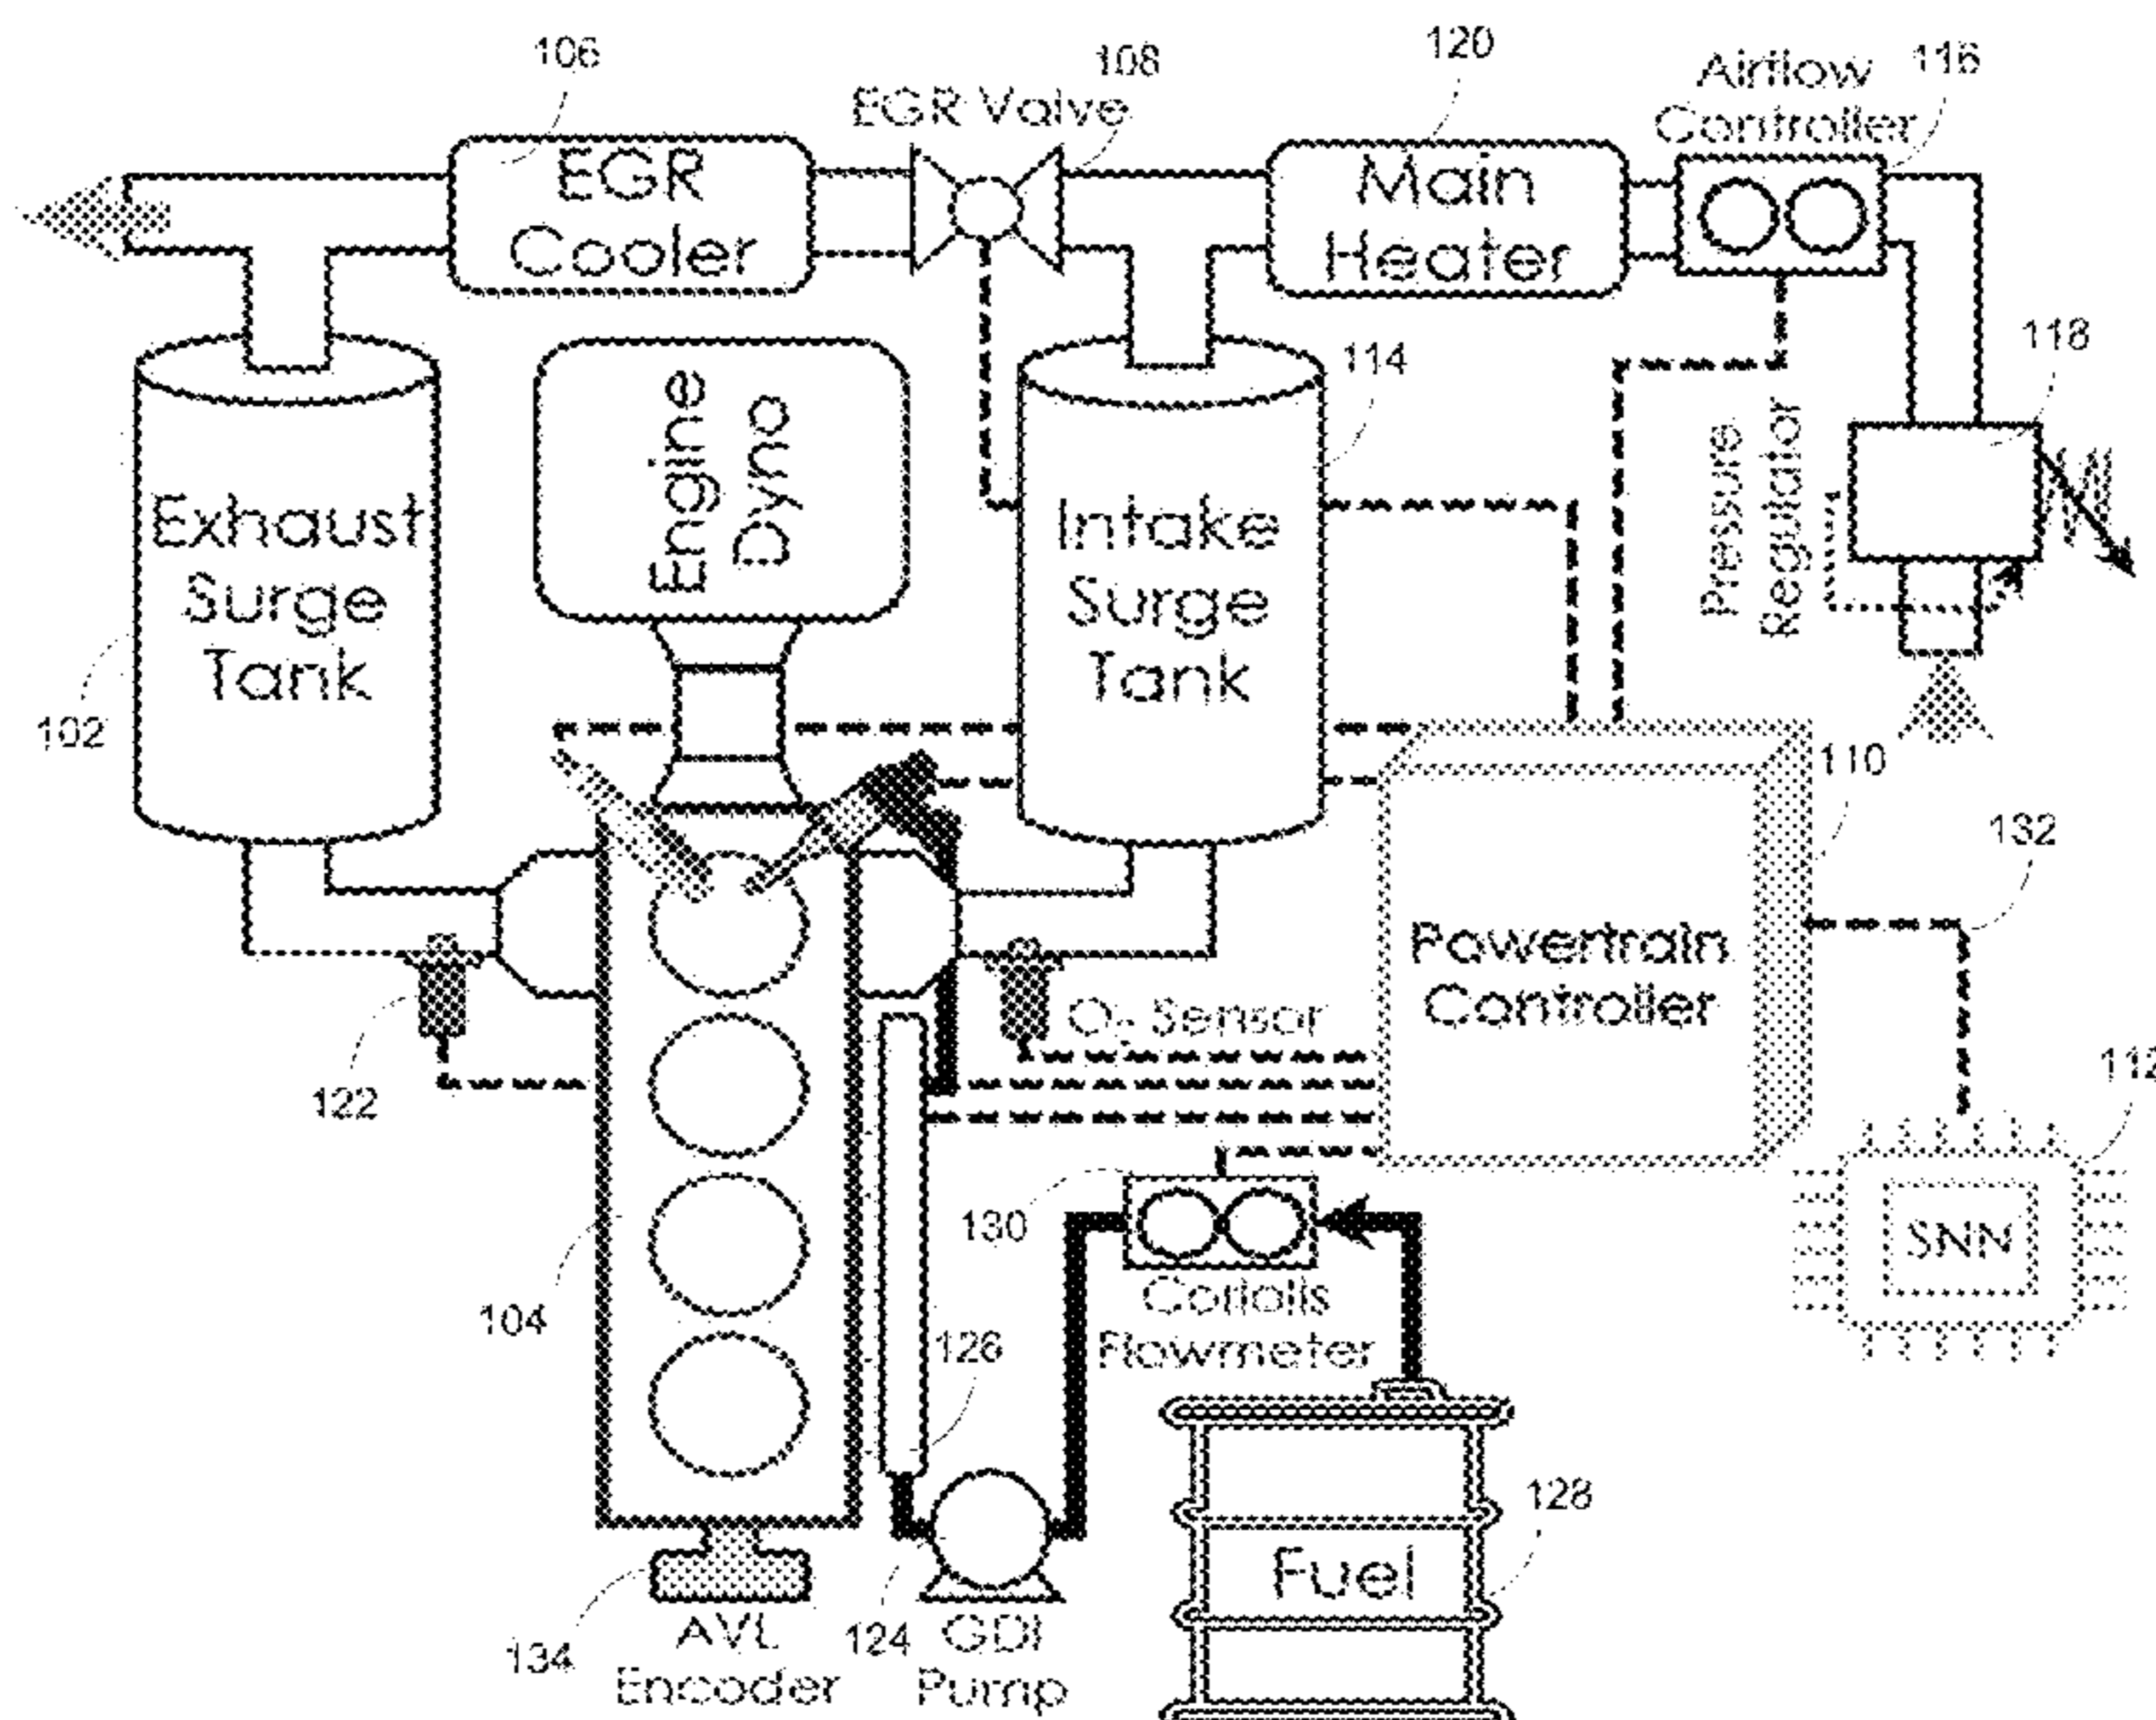 106
108
120
Airflow
Controller
116
EGR Valve
EGR
Cooler
Main
Heater
118
114
Engine
Dyno
Pressure
Regulator
Exhaust
Surge
Tank
Intake
Surge
Tank
102
110
132
Powertrain
Controller
O₂ Sensor
122
112
130
SNN
104
Coriolis
Flowmeter
126
128
Fuel
134
AVL
Encoder
124
GDI
Pump